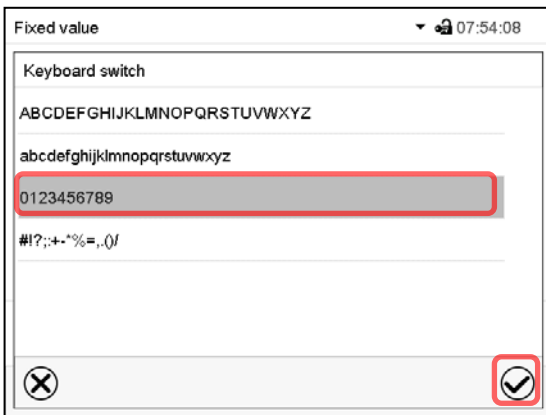 Fixed value 07:54:08
Keyboard switch
ABCDEFGHIJKLMNOPQRSTUVWXYZ
abcdefghijklmnopqrstuvwxyz
0123456789
#!?;:+-*%=,.()/